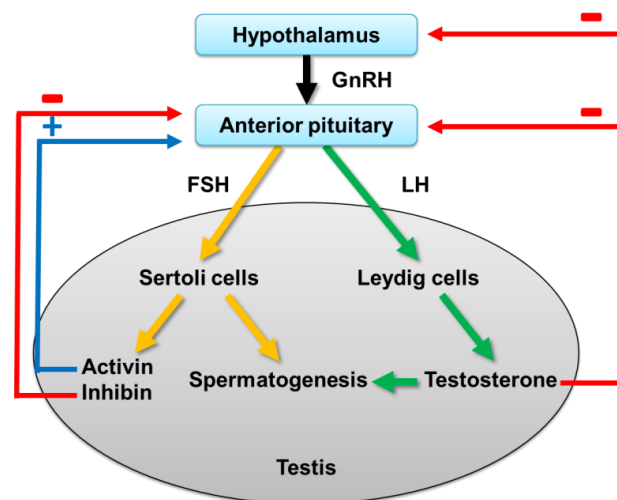 Hypothalamus
GnRH
Anterior pituitary
FSH
LH
Sertoli cells
Leydig cells
Activin
Inhibin
Spermatogenesis
Testosterone
Testis